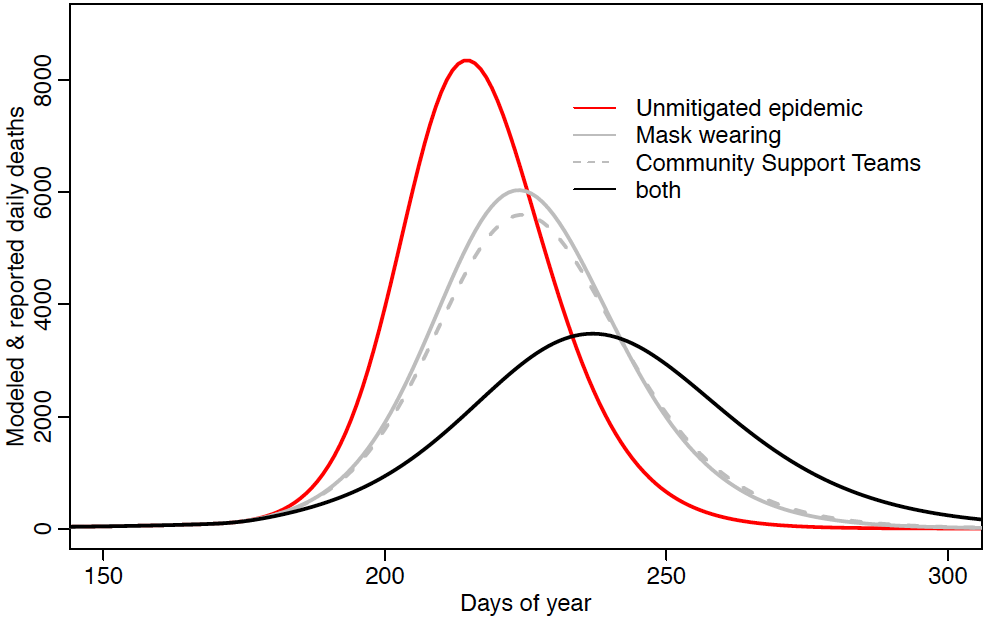 Modeled & reported daily deaths
8000
6000
4000
2000
0
Unmitigated epidemic
Mask wearing
Community Support Teams
both
150
200
250
300
Days of year